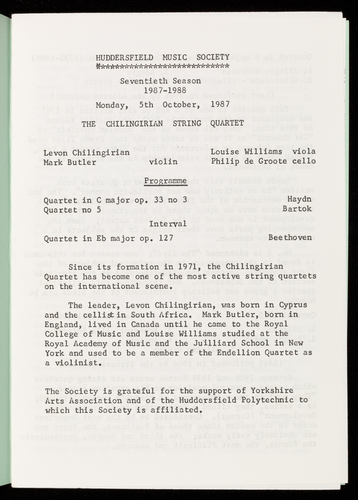 HUDDERSFIELD MUSIC SOCIETY
*****************************
Seventieth Season
1987-1988
Monday, 5th October, 1987
THE CHILINGIRIAN STRING QUARTET
Levon Chilingirian Louise Williams viola
Mark Butler violin Philip de Groote cello
Programme
Quartet in C major op. 33 no 3 Haydn
Quartet no 5 Bartok
Interval
Quartet in Eb major op. 127 Beethoven
Since its formation in 1971, the Chilingirian
Quartet has become one of the most active string quartets
on the international scene.
The leader, Levon Chilingirian, was born in Cyprus
and the cellist in South Africa. Mark Butler, born in
England, lived in Canada until he came to the Royal
College of Music and Louise Williams studied at the
Royal Academy of Music and the Juilliard School in New
York and used to be a member of the Endellion Quartet as
a violinist.
The Society is grateful for the support of Yorkshire
Arts Association and of the Huddersfield Polytechnic to
which this Society is affiliated.